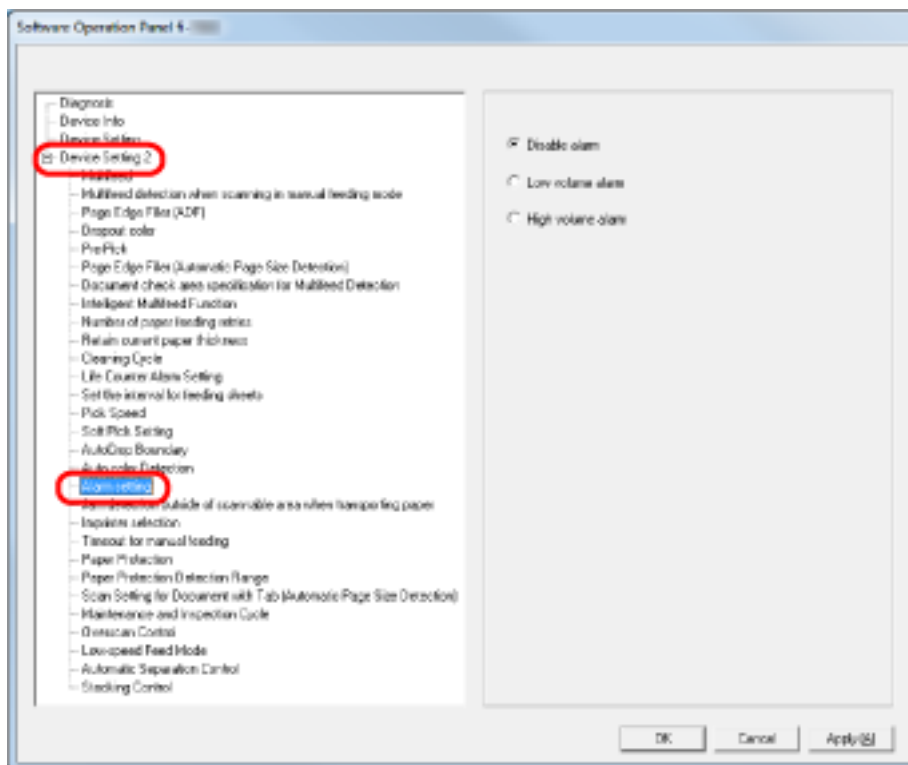 Software Operation Panel fi-
Diagnosis
Device Info
Device Setting
Device Setting 2
Multifeed
Multifeed detection when scanning in manual feeding mode
Page Edge Filler (ADF)
Dropout color
Pre-Pick
Page Edge Filler (Automatic Page Size Detection)
Document check area specification for Multifeed Detection
Intelligent Multifeed Function
Number of paper feeding retries
Retain current paper thickness
Cleaning Cycle
Life Counter Alarm Setting
Set the interval for feeding sheets
Pick Speed
Soft Pick Setting
AutoCrop Boundary
Auto color Detection
Alarm setting
Jam detection outside of scannable area when transporting paper
Imprinter selection
Timeout for manual feeding
Paper Protection
Paper Protection Detection Range
Scan Setting for Document with Tab (Automatic Page Size Detection)
Maintenance and Inspection Cycle
Overscan Control
Low-speed Feed Mode
Automatic Separation Control
Stacking Control
Disable alarm
Low volume alarm
High volume alarm
OK
Cancel
Apply(A)